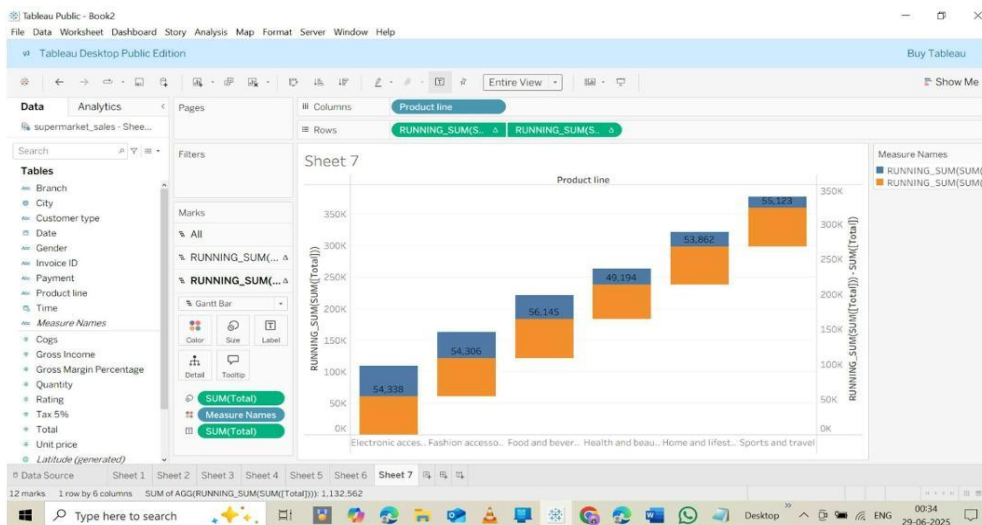 Tableau Public - Book2
File Data Worksheet Dashboard Story Analysis Map Format Server Window Help
Tableau Desktop Public Edition
Buy Tableau
Entire View
Show Me
Data Analytics
supermarket_sales - Shee...
Search
Tables
Abc Branch
City
Abc Customer type
Date
Abc Gender
Abc Invoice ID
Abc Payment
Abc Product line
Time
Abc Measure Names
Cogs
Gross Income
Gross Margin Percentage
Quantity
Rating
Tax 5%
Total
Unit price
Latitude (generated)
Pages
Filters
Marks
All
RUNNING_SUM(... Δ
RUNNING_SUM(... Δ
Gantt Bar
Color Size Label
Detail Tooltip
SUM(Total)
Measure Names
SUM(Total)
Columns Product line
Rows RUNNING_SUM(S.. Δ RUNNING_SUM(S.. Δ
Sheet 7
Product line
RUNNING_SUM(SUM([Total]))
350K
300K
250K
200K
150K
100K
50K
0K
54,338
54,306
56,145
49,194
53,862
55,123
350K
300K
250K
200K
150K
100K
50K
0K
RUNNING_SUM(SUM([Total])) - SUM([Total])
Electronic acces.. Fashion accesso.. Food and bever.. Health and beau.. Home and lifest.. Sports and travel
Measure Names
RUNNING_SUM(SUM(
RUNNING_SUM(SUM(
Data Source Sheet 1 Sheet 2 Sheet 3 Sheet 4 Sheet 5 Sheet 6 Sheet 7
12 marks 1 row by 6 columns SUM of AGG(RUNNING_SUM(SUM([Total]))): 1,132,562
Type here to search
Desktop
ENG
00:34
29-06-2025